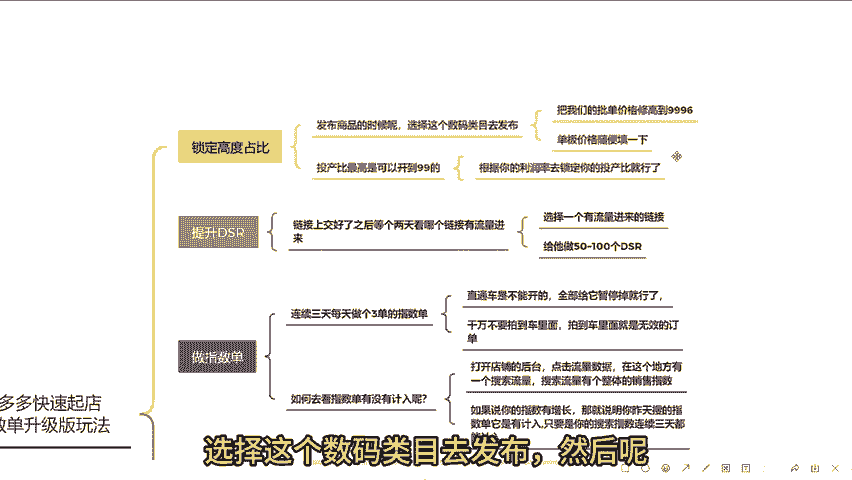 锁定高度占比
发布商品的时候呢，选择这个数码类目去发布
把我们的批单价格修高到9996
单板价格随便填一下
投产比最高是可以开到99的
根据你的利润率去锁定你的投产比就行了
提升DSR
链接上交好了之后等个两天看哪个链接有流量进
来
选择一个有流量进来的链接
给他做50-100个DSR
做指数单
连续三天每天做个3单的指数单
直通车是不能开的，全部给它暂停掉就行了，
千万不要拍到车里面，拍到车里面就是无效的订
单
如何去看指数单有没有计入呢？
打开店铺的后台，点击流量数据，在这个地方有
一个搜索流量，搜索流量有个整体的销售指数
如果说你的指数有增长，那就说明你昨天搜的指
数单它是有计入,只要是你的搜索指数连续三天都
多多快速起店
数单升级版玩法
选择这个数码类目去发布，然后呢